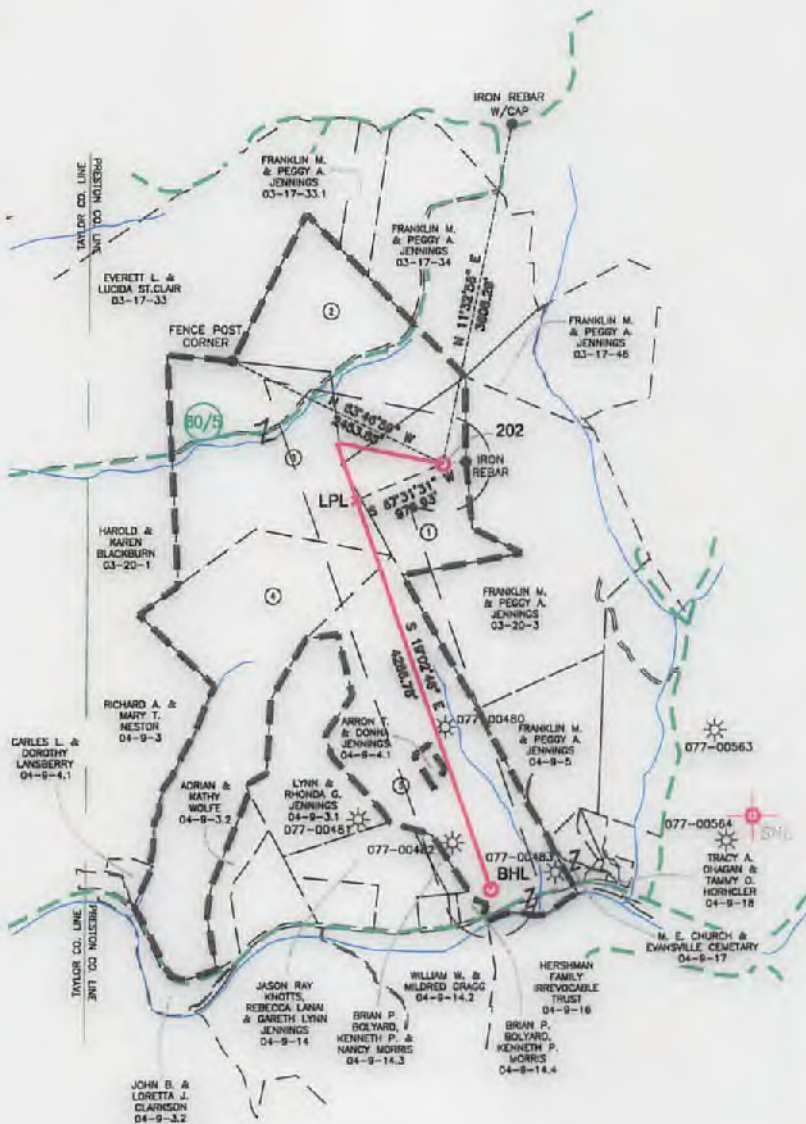 IRON REBAR
W/CAP
TAYLOR CO. LINE
PRESTON CO. LINE
FRANKLIN M.
& PEGGY A.
JENNINGS
03-17-33.1
FRANKLIN M.
& PEGGY A.
JENNINGS
03-17-34
EVERETT L. &
LUCIDA ST.CLAIR
03-17-33
N 11°32'56" E
FENCE POST
CORNER
2
FRANKLIN M.
& PEGGY A.
JENNINGS
03-17-46
60/5
3
202
IRON
REBAR
LPL
S 67°31'31" W
1
HAROLD &
KAREN
BLACKBURN
03-20-1
4
FRANKLIN M.
& PEGGY A.
JENNINGS
03-20-3
S 19°02'48" E
RICHARD A. &
MARY T.
NESTOR
04-9-3
077-00480
ARRON T.
& DONNA
JENNINGS
04-9-4.1
FRANKLIN M.
& PEGGY A.
JENNINGS
04-9-5
077-00563
CARLES L. &
DOROTHY
LANSBERRY
04-9-4.1
ADRIAN &
KATHY
WOLFE
04-9-3.2
LYNN &
RHONDA G.
JENNINGS
04-9-3.1
077-00481
5
077-00564
SHL
077-00482
077-00483
BHL
TRACY A.
DHAGAN &
TAMMY O.
HORHCLER
04-9-18
TAYLOR CO. LINE
PRESTON CO. LINE
M. E. CHURCH &
EVANSVILLE CEMETARY
04-9-17
JASON RAY
KNOTTS,
REBECCA LANAI
& GARETH LYNN
JENNINGS
04-9-14
BRIAN P.
BOLYARD,
KENNETH P. &
NANCY MORRIS
04-9-14.3
WILLIAM W. &
MILDRED GRAGG
04-9-14.2
HERSHMAN
FAMILY
IRREVOCABLE
TRUST
04-9-16
BRIAN P.
BOLYARD,
KENNETH P.
MORRIS
04-9-14.4
JOHN B. &
LORETTA J.
CLARKSON
04-9-3.2